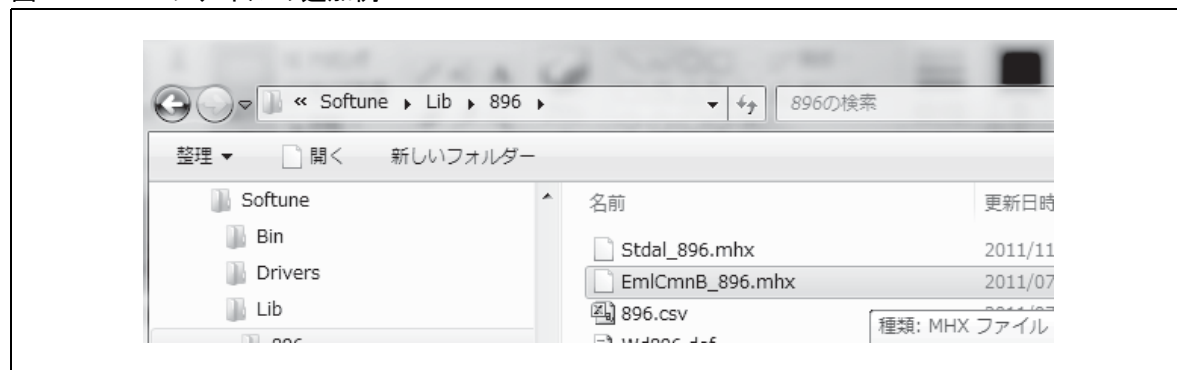 « Softune ▸ Lib ▸ 896 ▸
896の検索
整理 ▼ 開く 新しいフォルダー
Softune
Bin
Drivers
Lib
名前
更新日時
Stdal_896.mhx
2011/11
EmlCmnB_896.mhx
2011/07
896.csv
種類: MHX ファイル